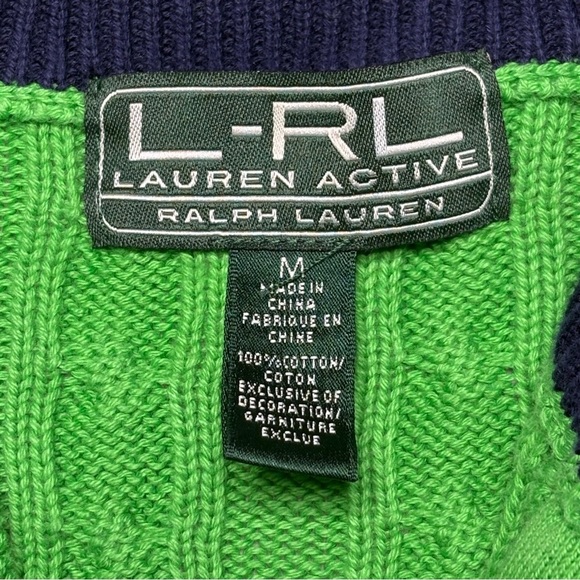 L-RL
LAUREN ACTIVE
RALPH LAUREN
M
MADE IN
CHINA
FABRIQUE EN
CHINE
100% COTTON/
COTON
EXCLUSIVE OF
DECORATION/
GARNITURE
EXCLUE